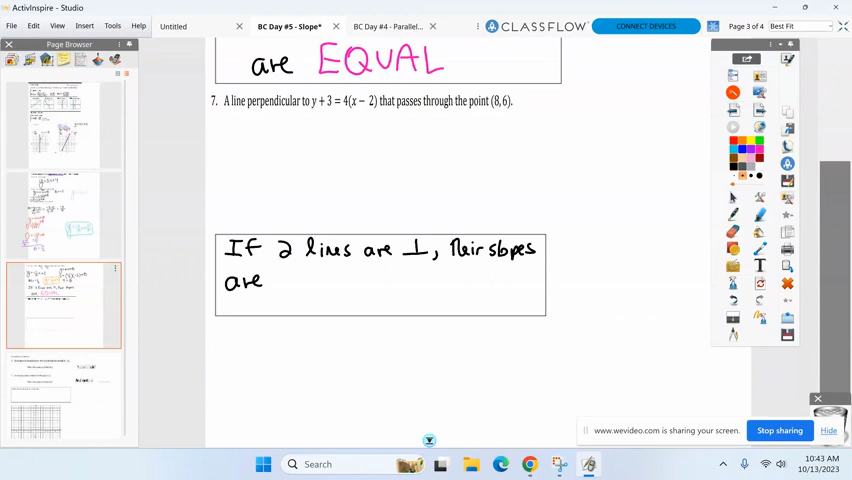 ActivInspire - Studio
File Edit View Insert Tools Help
Untitled
BC Day #5 - Slope*
BC Day #4 - Parallel...
CLASSFLOW
CONNECT DEVICES
Page 3 of 4
Best Fit
Page Browser
are EQUAL
7. A line perpendicular to y + 3 = 4(x − 2) that passes through the point (8, 6).
If 2 lines are ⊥, their slopes
are
www.wevideo.com is sharing your screen.
Stop sharing
Hide
Search
10:43 AM
10/13/2023